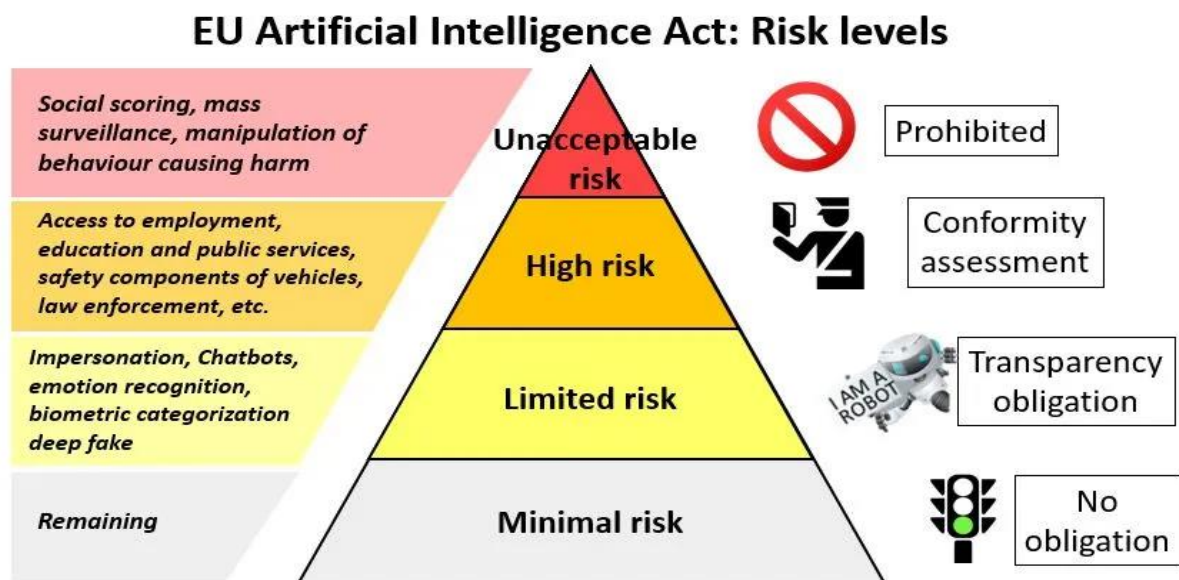 EU Artificial Intelligence Act: Risk levels
Social scoring, mass
surveillance, manipulation of
behaviour causing harm
Unacceptable
risk
Prohibited
Access to employment,
education and public services,
safety components of vehicles,
law enforcement, etc.
High risk
Conformity
assessment
Impersonation, Chatbots,
emotion recognition,
biometric categorization
deep fake
Limited risk
I AM A
ROBOT
Transparency
obligation
Remaining
Minimal risk
No
obligation